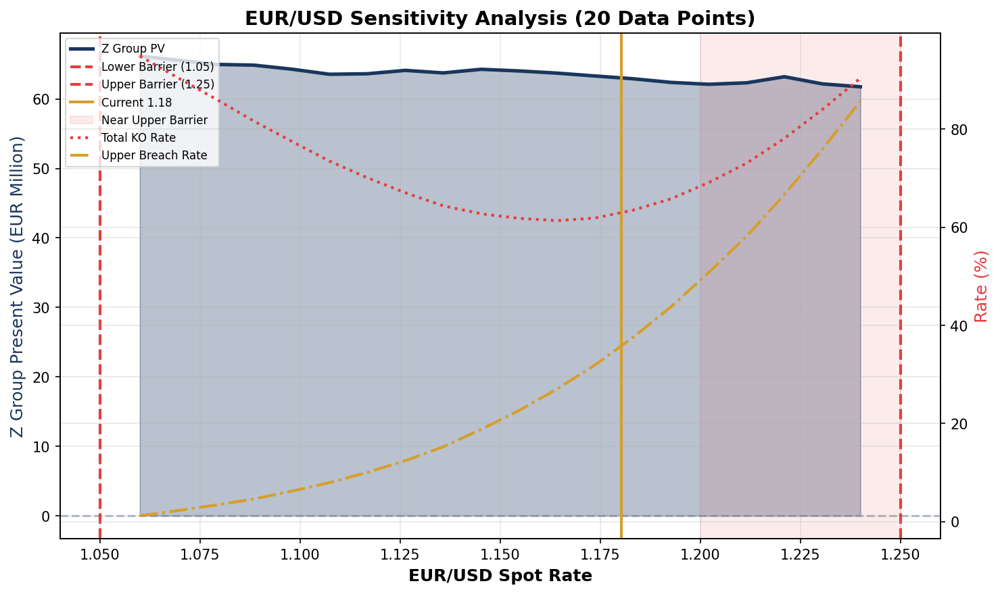 EUR/USD Sensitivity Analysis (20 Data Points)
Z Group PV
Lower Barrier (1.05)
Upper Barrier (1.25)
Current 1.18
Near Upper Barrier
Total KO Rate
Upper Breach Rate
Z Group Present Value (EUR Million)
60
50
40
30
20
10
0
80
60
40
20
0
Rate (%)
1.050 1.075 1.100 1.125 1.150 1.175 1.200 1.225 1.250
EUR/USD Spot Rate